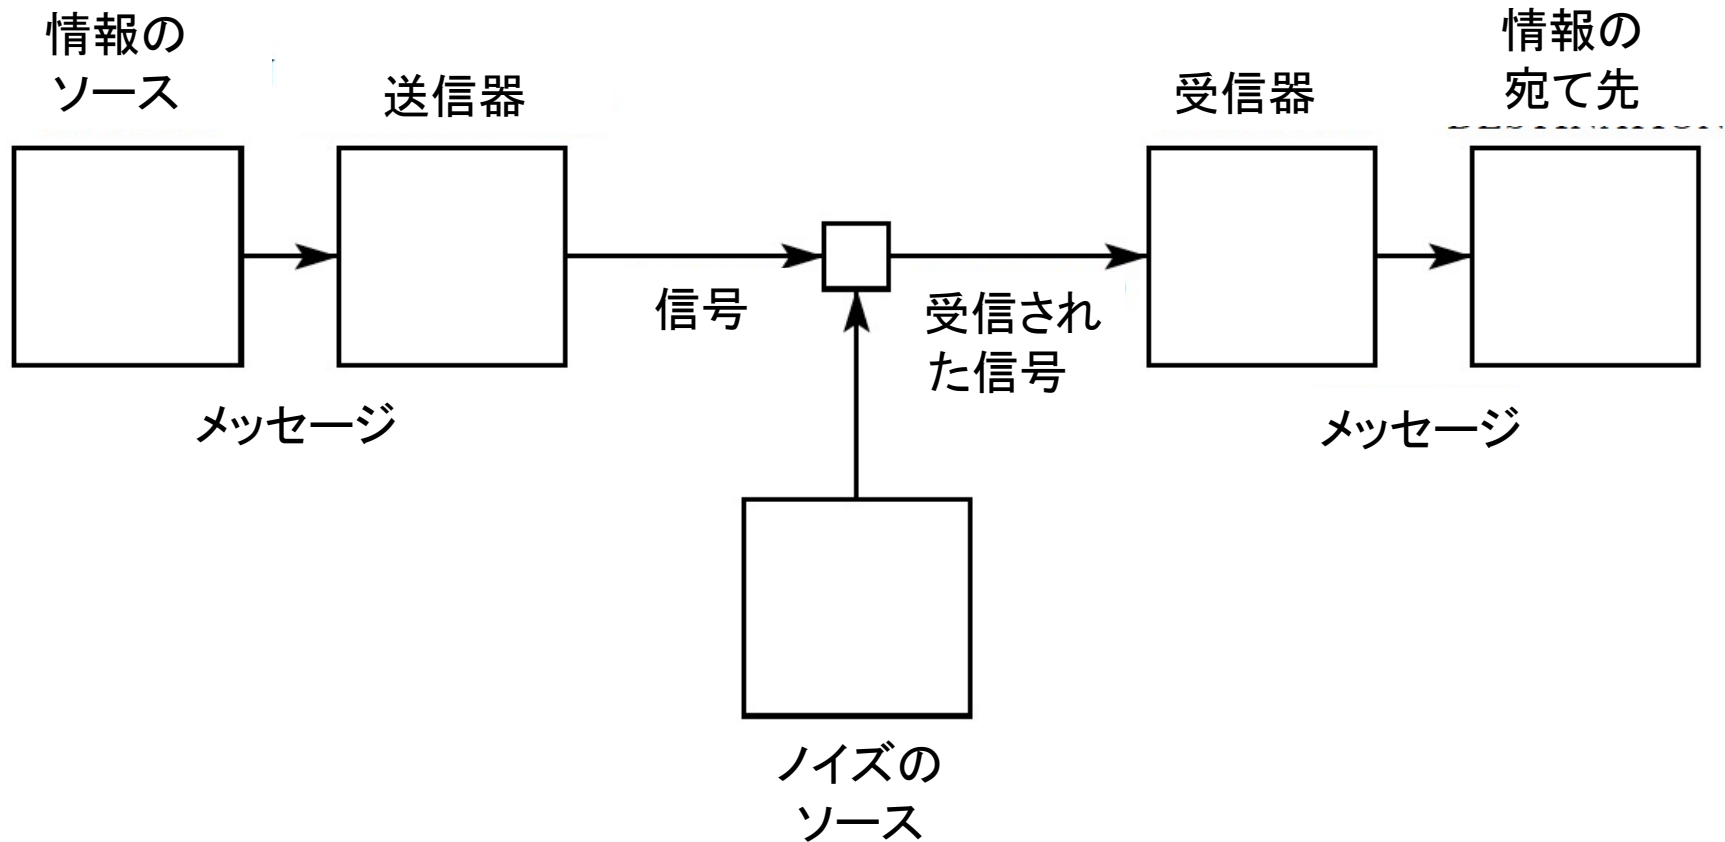 情報の
ソース
送信器
受信器
情報の
宛て先
信号
受信され
た信号
メッセージ
メッセージ
ノイズの
ソース